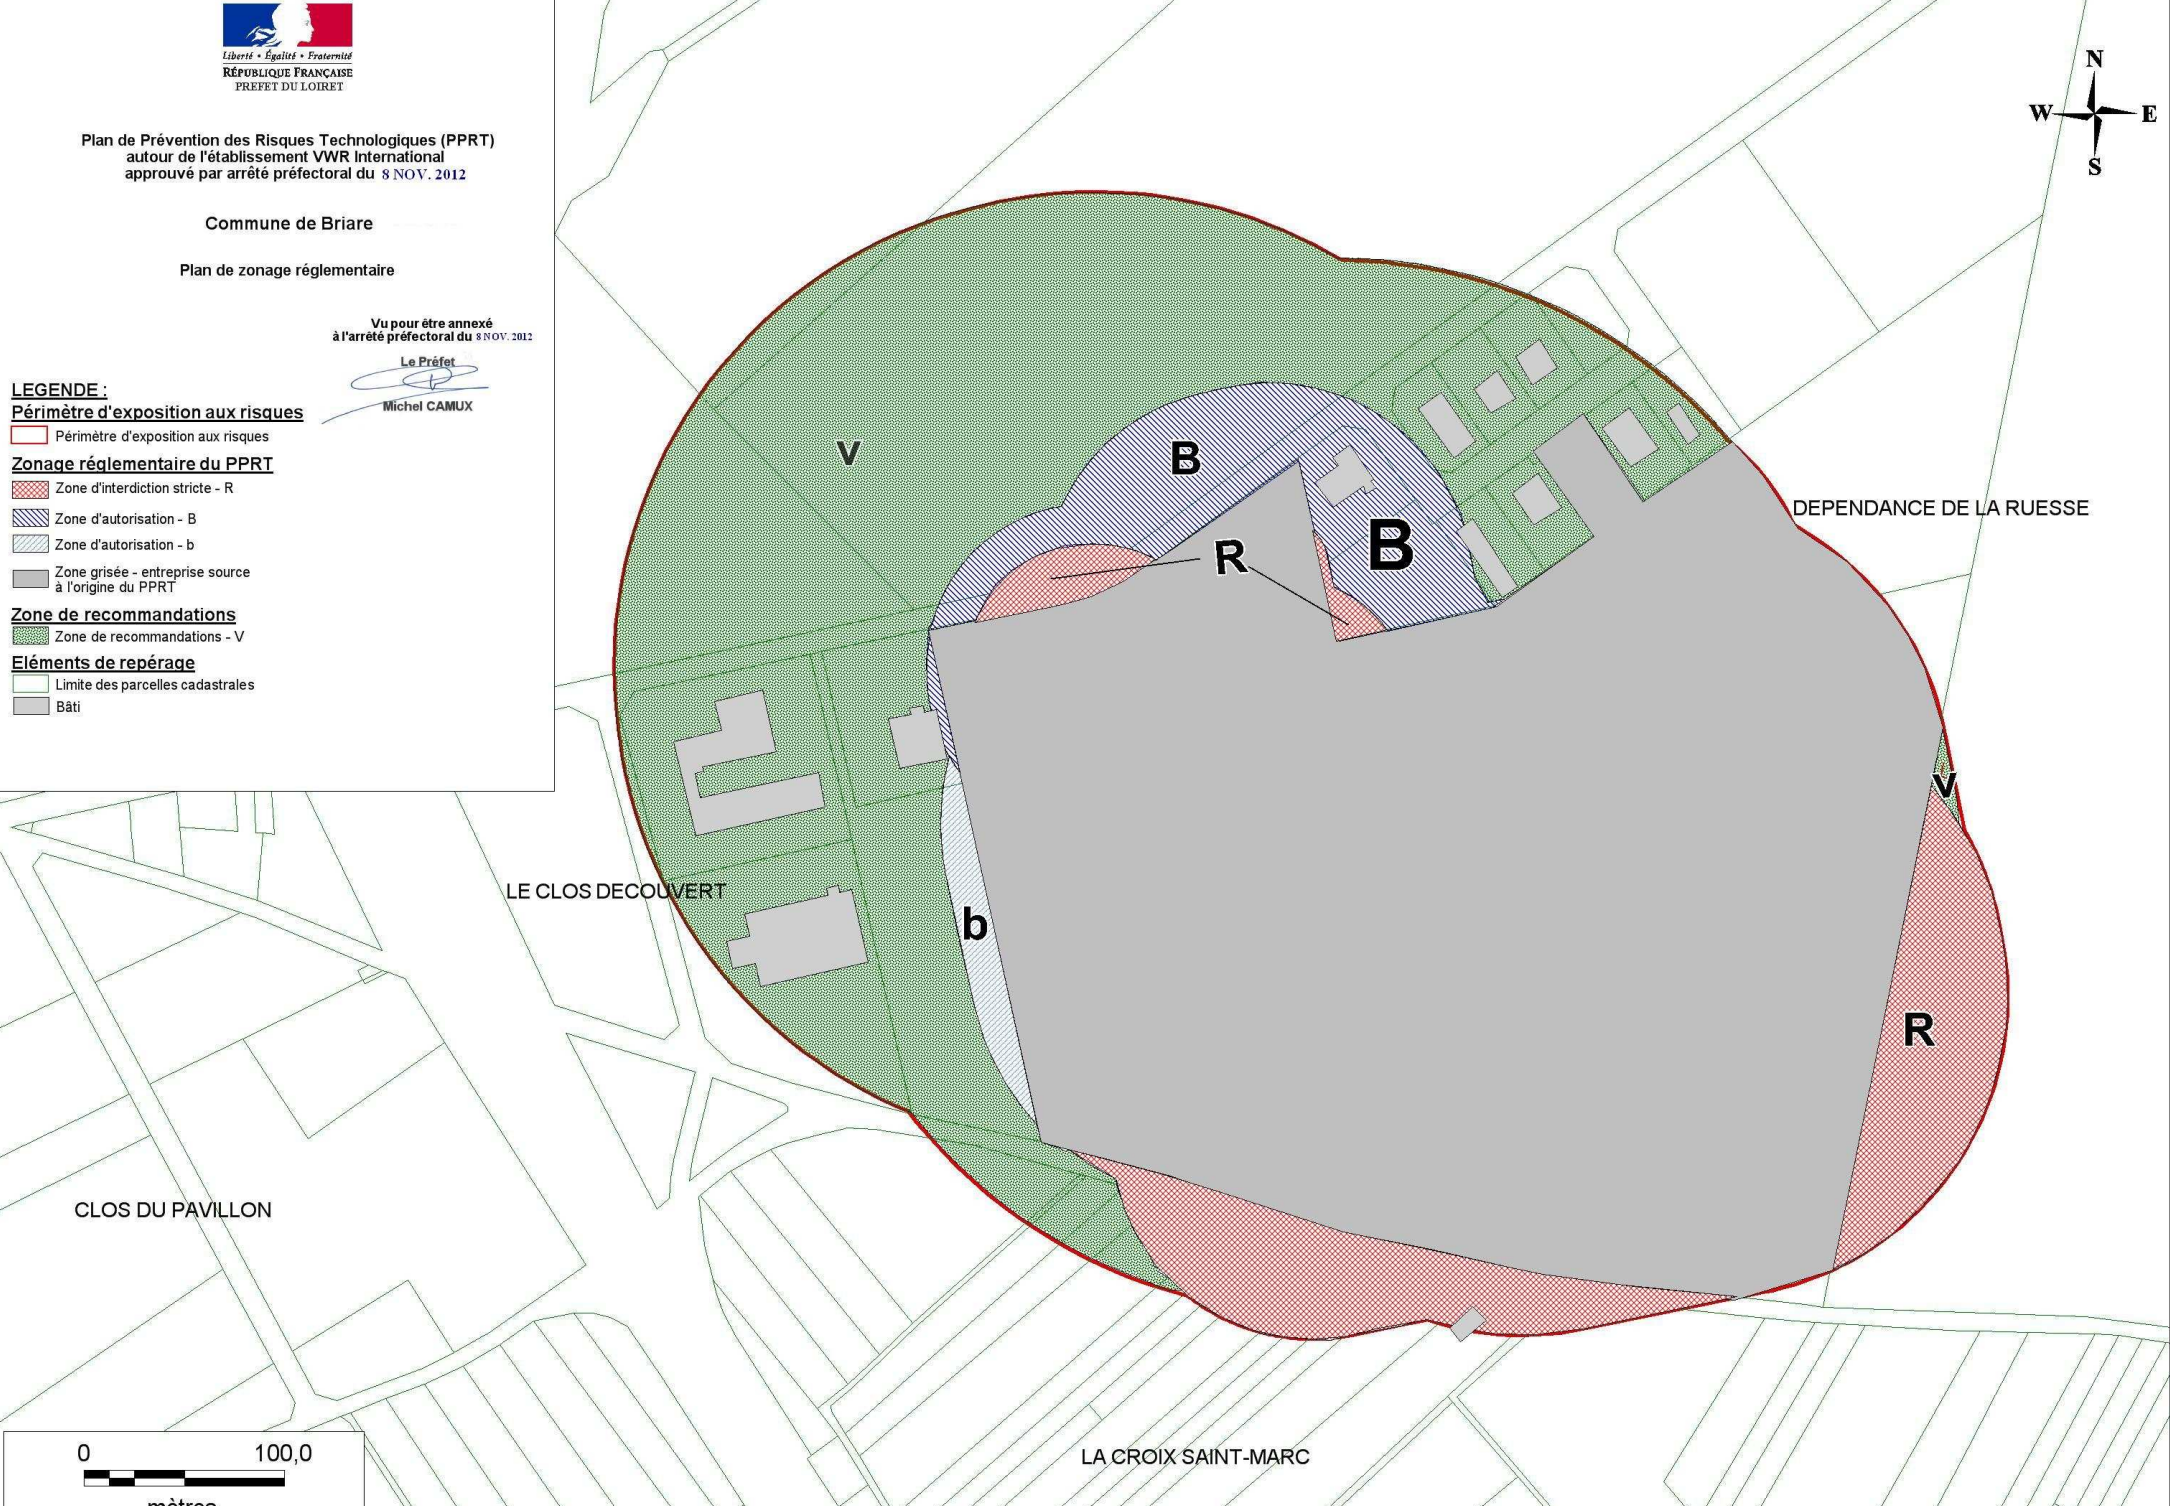 Liberté • Égalité • Fraternité
RÉPUBLIQUE FRANÇAISE
PREFET DU LOIRET
Plan de Prévention des Risques Technologiques (PPRT)
autour de l'établissement VWR International
approuvé par arrêté préfectoral du 8 NOV. 2012
Commune de Briare
Plan de zonage réglementaire
Vu pour être annexé
à l'arrêté préfectoral du 8 NOV. 2012
Le Préfet
Michel CAMUX
LEGENDE :
Périmètre d'exposition aux risques
Périmètre d'exposition aux risques
Zonage réglementaire du PPRT
Zone d'interdiction stricte - R
Zone d'autorisation - B
Zone d'autorisation - b
Zone grisée - entreprise source
à l'origine du PPRT
Zone de recommandations
Zone de recommandations - V
Eléments de repérage
Limite des parcelles cadastrales
Bâti
N
W
E
S
V
B
B
R
DEPENDANCE DE LA RUESSE
V
LE CLOS DECOUVERT
b
R
CLOS DU PAVILLON
LA CROIX SAINT-MARC
0 100,0
mètres